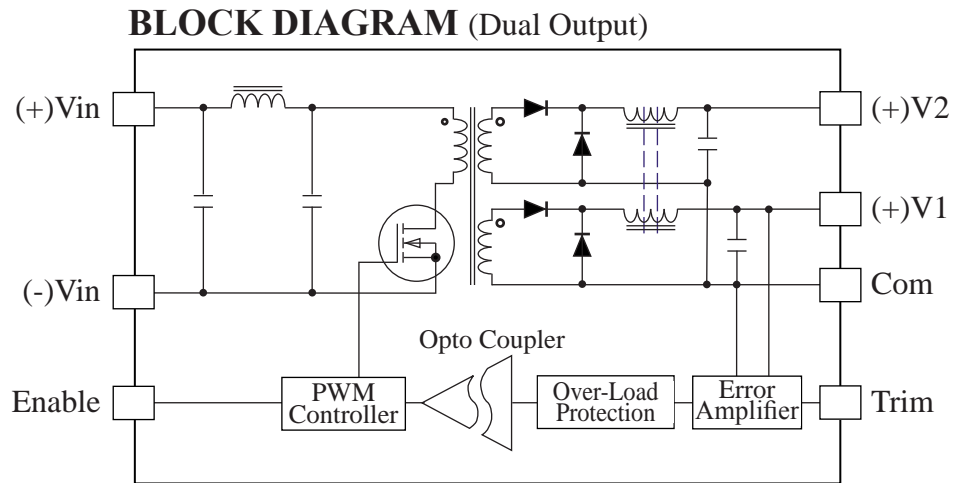 BLOCK DIAGRAM (Dual Output)
(+)Vin
(+)V2
(+)V1
(-)Vin
Com
Opto Coupler
Enable
PWM
Controller
Over-Load
Protection
Error
Amplifier
Trim